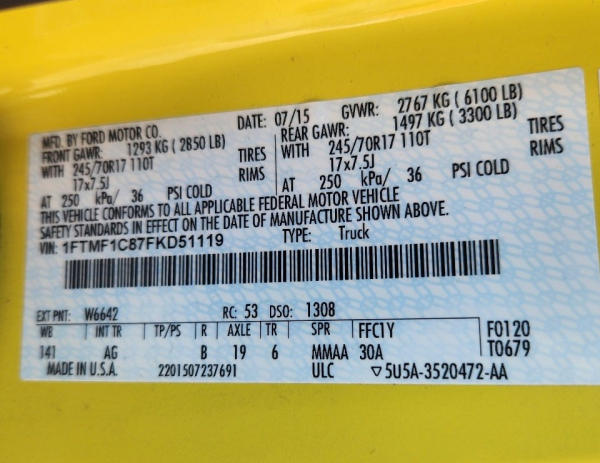 MFD. BY FORD MOTOR CO. DATE: 07/15 GVWR: 2767 KG ( 6100 LB)
FRONT GAWR: 1293 KG ( 2850 LB) REAR GAWR: 1497 KG ( 3300 LB)
WITH 245/70R17 110T TIRES WITH 245/70R17 110T TIRES
17x7.5J RIMS 17x7.5J RIMS
AT 250 kPa/ 36 PSI COLD AT 250 kPa/ 36 PSI COLD
THIS VEHICLE CONFORMS TO ALL APPLICABLE FEDERAL MOTOR VEHICLE
SAFETY STANDARDS IN EFFECT ON THE DATE OF MANUFACTURE SHOWN ABOVE.
VIN: 1FTMF1C87FKD51119 TYPE: Truck
EXT PNT: W6642 RC: 53 DSO: 1308
WB INT TR TP/PS R AXLE TR SPR FFC1Y F0120
141 AG B 19 6 MMAA 30A T0679
MADE IN U.S.A. 2201507237691 ULC ▽5U5A-3520472-AA